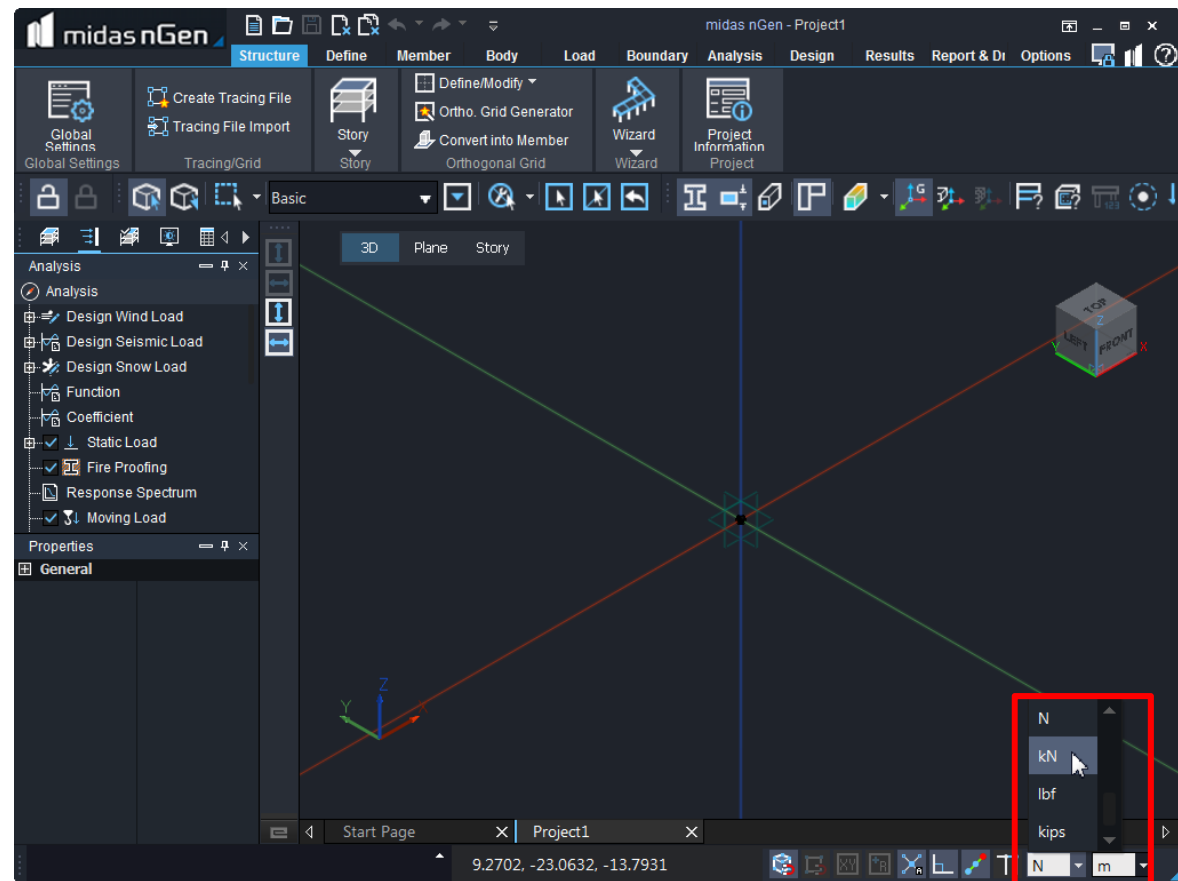 midas nGen
midas nGen - Project1
Structure Define Member Body Load Boundary Analysis Design Results Report & Dr Options
Create Tracing File
Tracing File Import
Define/Modify
Ortho. Grid Generator
Convert into Member
Global
Settings
Story
Wizard
Project
Information
Global Settings Tracing/Grid Story Orthogonal Grid Wizard Project
Basic
3D Plane Story
Analysis
Analysis
Design Wind Load
Design Seismic Load
Design Snow Load
Function
Coefficient
Static Load
Fire Proofing
Response Spectrum
Moving Load
Properties
General
TOP
LEFT FRONT
Z
Y X
Z
Y X
N
kN
lbf
kips
Start Page Project1
9.2702, -23.0632, -13.7931
N m